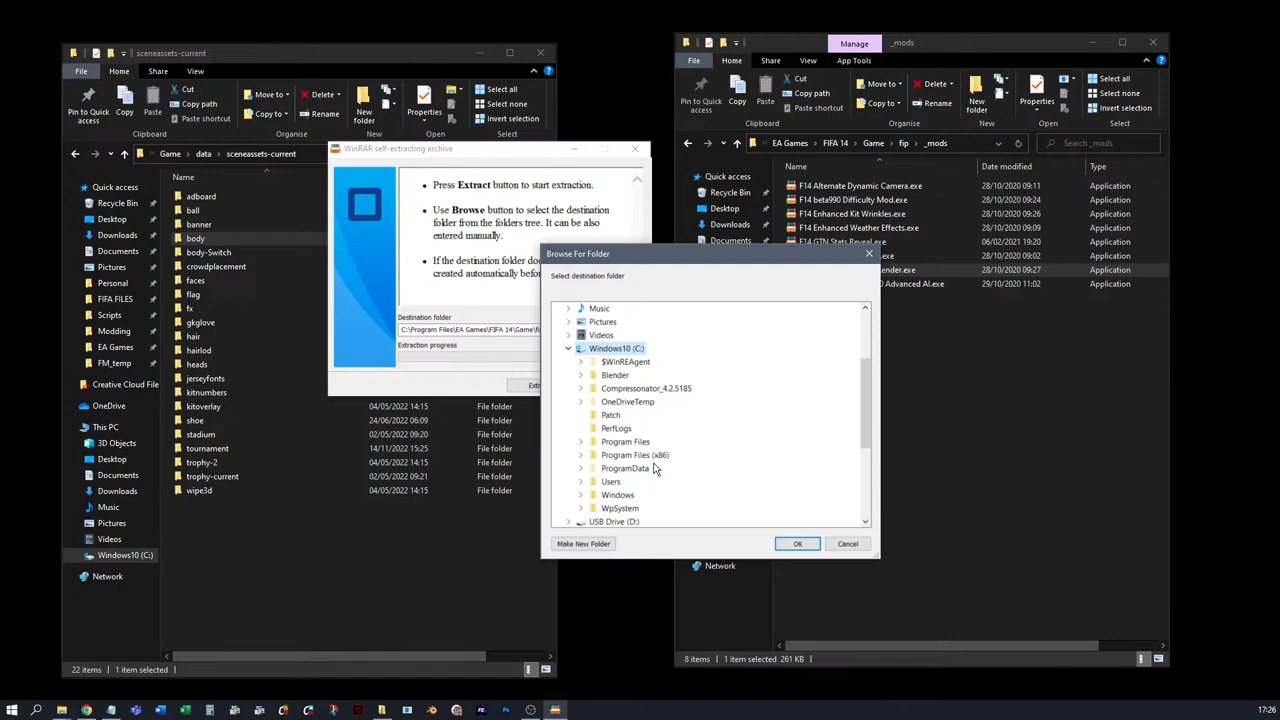 sceneassets-current
File
Home
Share
View
Pin to Quick access
Copy
Paste
Cut
Copy path
Paste shortcut
Move to
Copy to
Delete
Rename
New folder
Properties
Select all
Select none
Invert selection
Clipboard
Organise
Open
Select
Game
data
sceneassets-current
Quick access
Recycle Bin
Desktop
Downloads
Documents
Pictures
Personal
FIFA FILES
Scripts
Modding
EA Games
FM_temp
Creative Cloud File
OneDrive
This PC
3D Objects
Desktop
Documents
Downloads
Music
Pictures
Videos
Windows10 (C:)
Network
Name
adboard
ball
banner
body
body-Switch
crowdplacement
faces
flag
fx
gkglove
hair
hairlod
heads
jerseyfonts
kitnumbers
kitoverlay 04/05/2022 14:15 File folder
shoe 24/06/2022 06:09 File folder
stadium 02/05/2022 09:20 File folder
tournament 14/11/2022 15:25 File folder
trophy-2 04/05/2022 14:15 File folder
trophy-current 02/05/2022 09:21 File folder
wipe3d 04/05/2022 14:15 File folder
22 items
1 item selected
WinRAR self-extracting archive
Press Extract button to start extraction.
Use Browse button to select the destination
folder from the folders tree. It can be also
entered manually.
If the destination folder doe
created automatically befor
Destination folder
C:\Program Files\EA Games\FIFA 14\Game\fi
Extraction progress
Extr
Browse For Folder
Select destination folder
Music
Pictures
Videos
Windows10 (C:)
$WinREAgent
Blender
Compressonator_4.2.5185
OneDriveTemp
Patch
PerfLogs
Program Files
Program Files (x86)
ProgramData
Users
Windows
WpSystem
USB Drive (D:)
Make New Folder
OK
Cancel
Manage
_mods
File
Home
Share
View
App Tools
Pin to Quick access
Copy
Paste
Cut
Copy path
Paste shortcut
Move to
Copy to
Delete
Rename
New folder
Properties
Select all
Select none
Invert selection
Clipboard
Organise
Open
Select
EA Games
FIFA 14
Game
fip
_mods
Search _mods
Quick access
Recycle Bin
Desktop
Downloads
Documents
Network
Name Date modified Type
F14 Alternate Dynamic Camera.exe 28/10/2020 09:11 Application
F14 beta990 Difficulty Mod.exe 28/10/2020 09:24 Application
F14 Enhanced Kit Wrinkles.exe 28/10/2020 09:26 Application
F14 Enhanced Weather Effects.exe 28/10/2020 09:28 Application
F14 GTN Stats Reveal.exe 06/02/2021 19:03 Application
28/10/2020 09:31 Application
ender.exe 28/10/2020 09:27 Application
0 Advanced AI.exe 29/10/2020 11:02 Application
8 items
1 item selected 261 KB
17:26